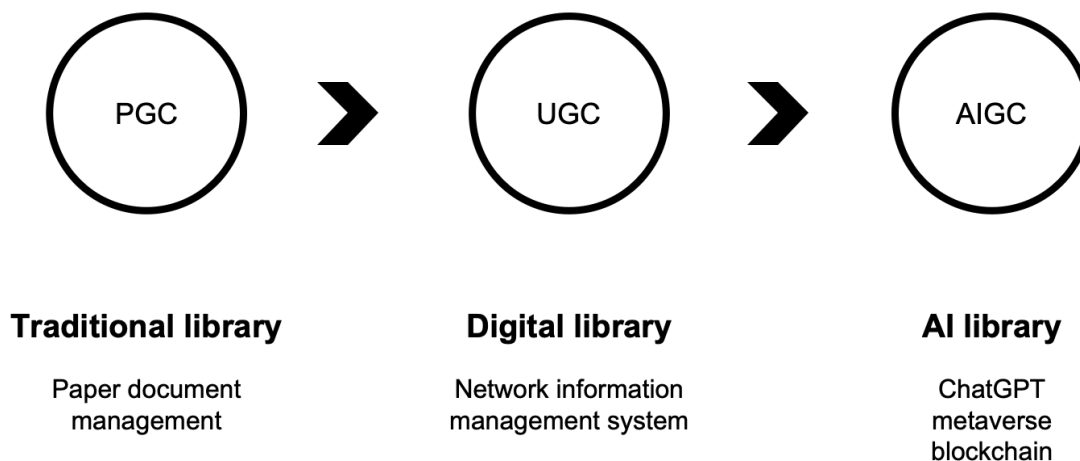 PGC
UGC
AIGC
Traditional library
Digital library
AI library
Paper document
management
Network information
management system
ChatGPT
metaverse
blockchain